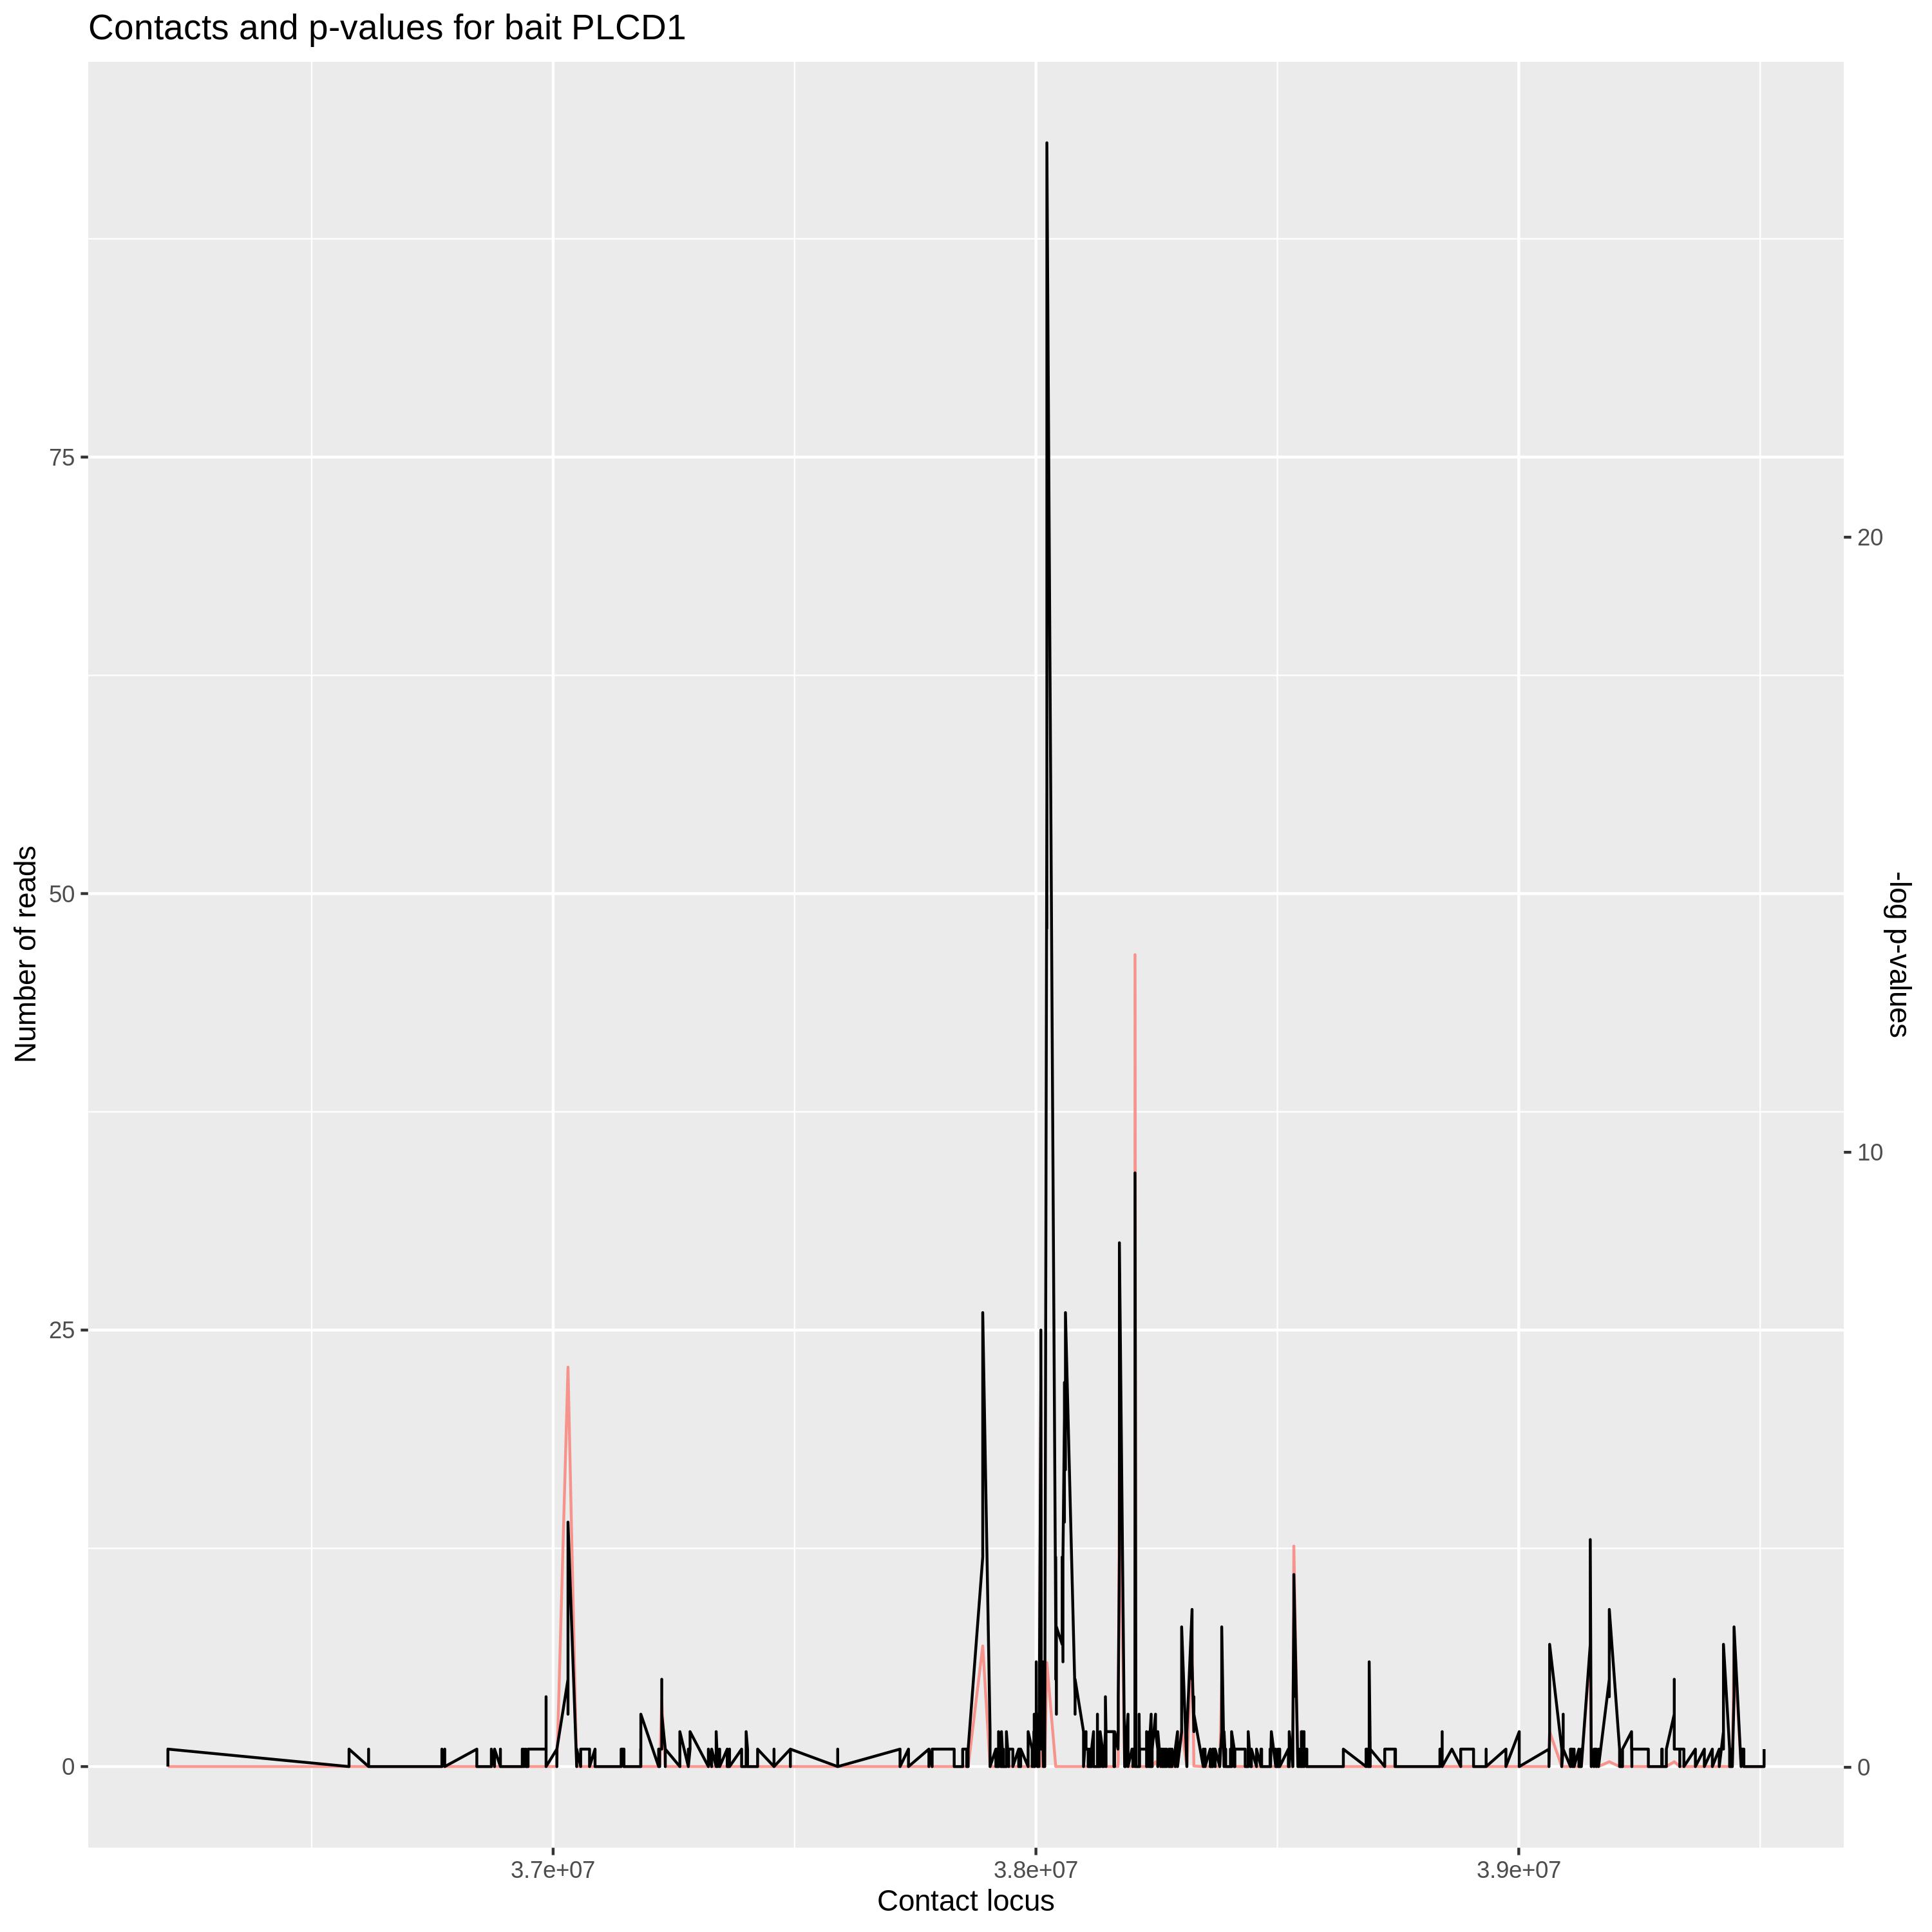 Contacts and p-values for bait PLCD1
Number of reads
75
50
25
0
20
10
0
-log p-values
3.7e+07
3.8e+07
3.9e+07
Contact locus